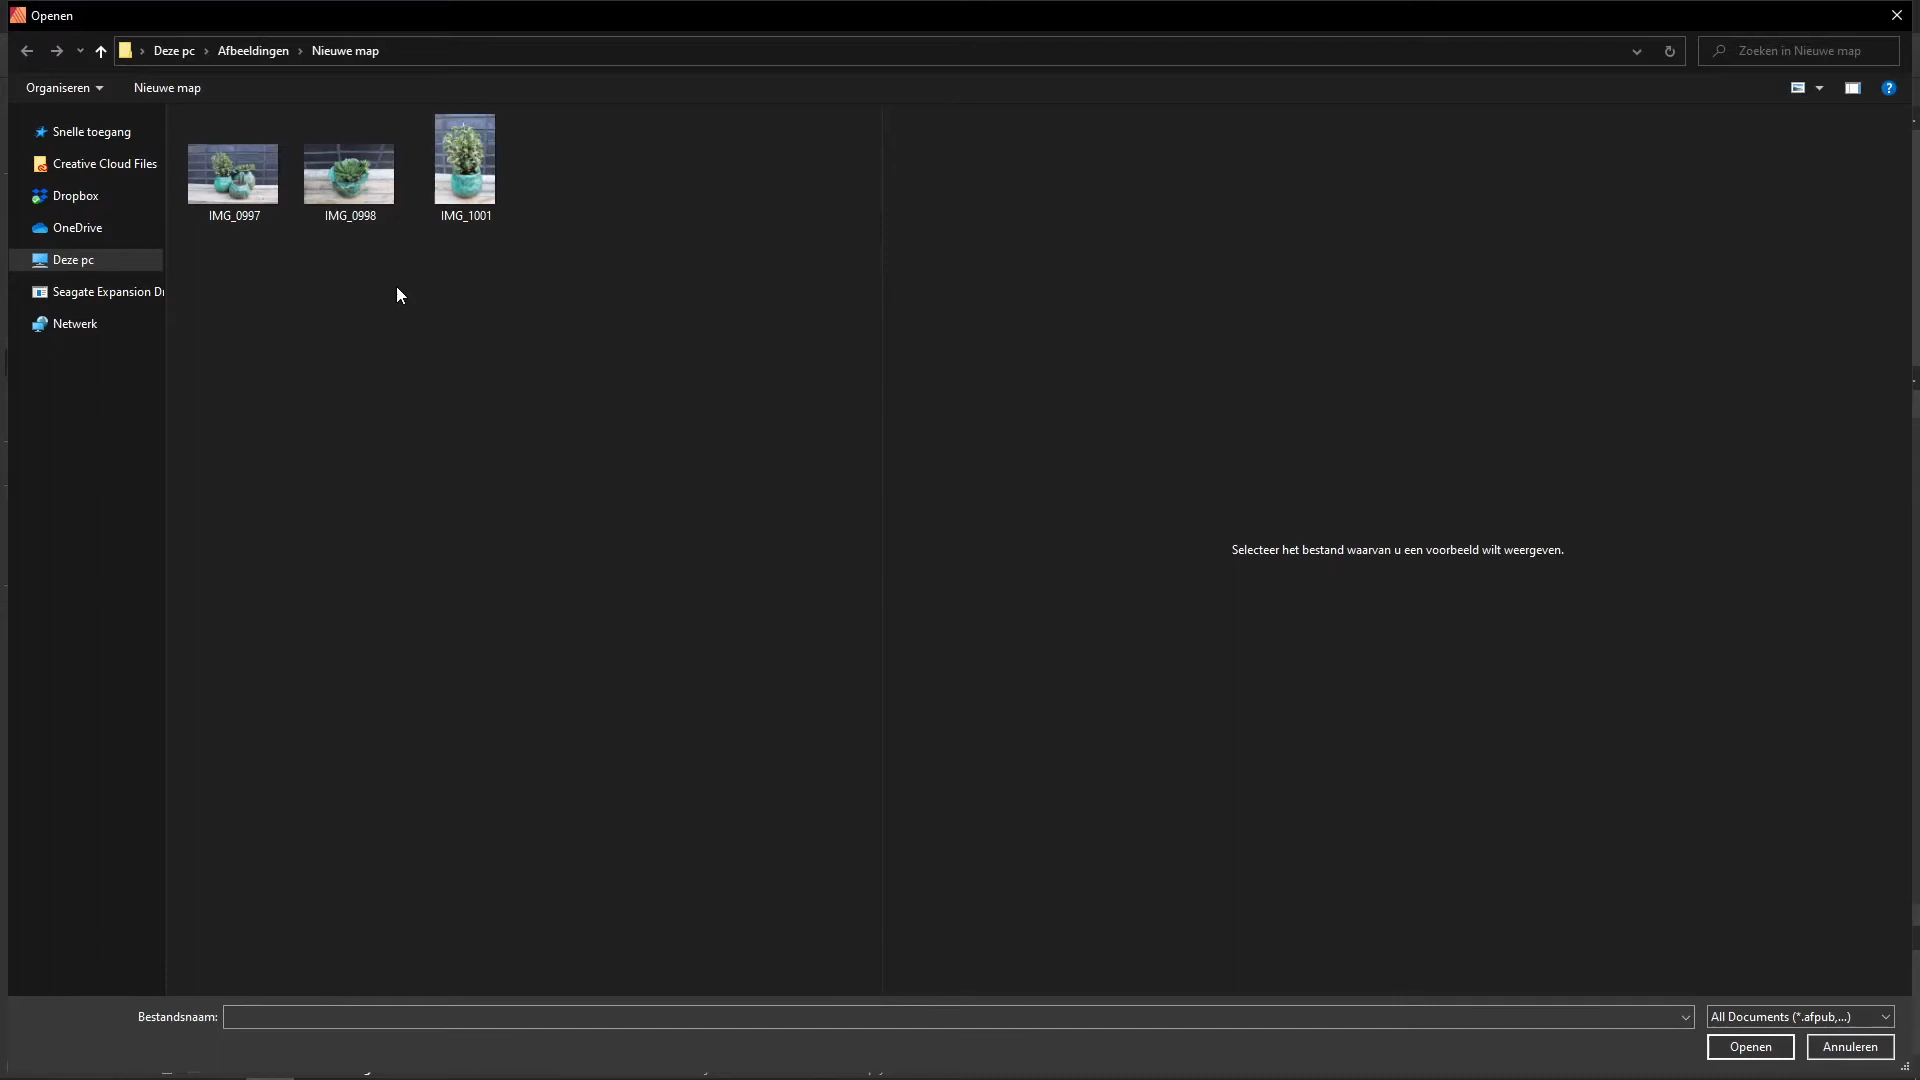 Openen
Deze pc
Afbeeldingen
Nieuwe map
Zoeken in Nieuwe map
Organiseren
Nieuwe map
Snelle toegang
Creative Cloud Files
Dropbox
OneDrive
Deze pc
Seagate Expansion Dr
Netwerk
IMG_0997
IMG_0998
IMG_1001
Selecteer het bestand waarvan u een voorbeeld wilt weergeven.
Bestandsnaam:
All Documents (*.afpub,...)
Openen
Annuleren